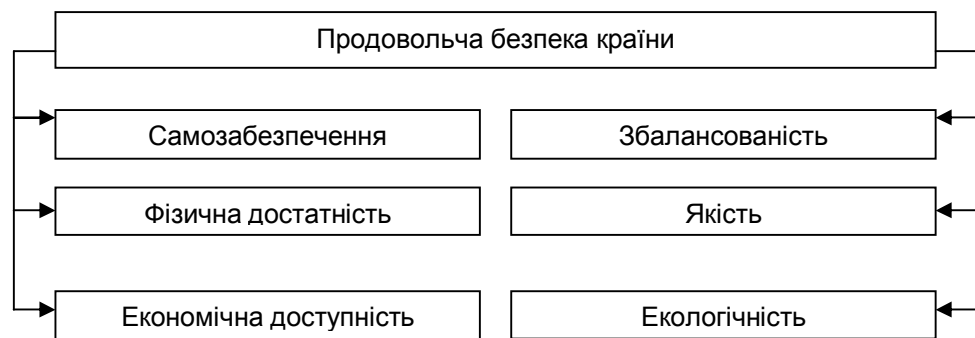 Продовольча безпека країни
Самозабезпечення
Збалансованість
Фізична достатність
Якість
Економічна доступність
Екологічність